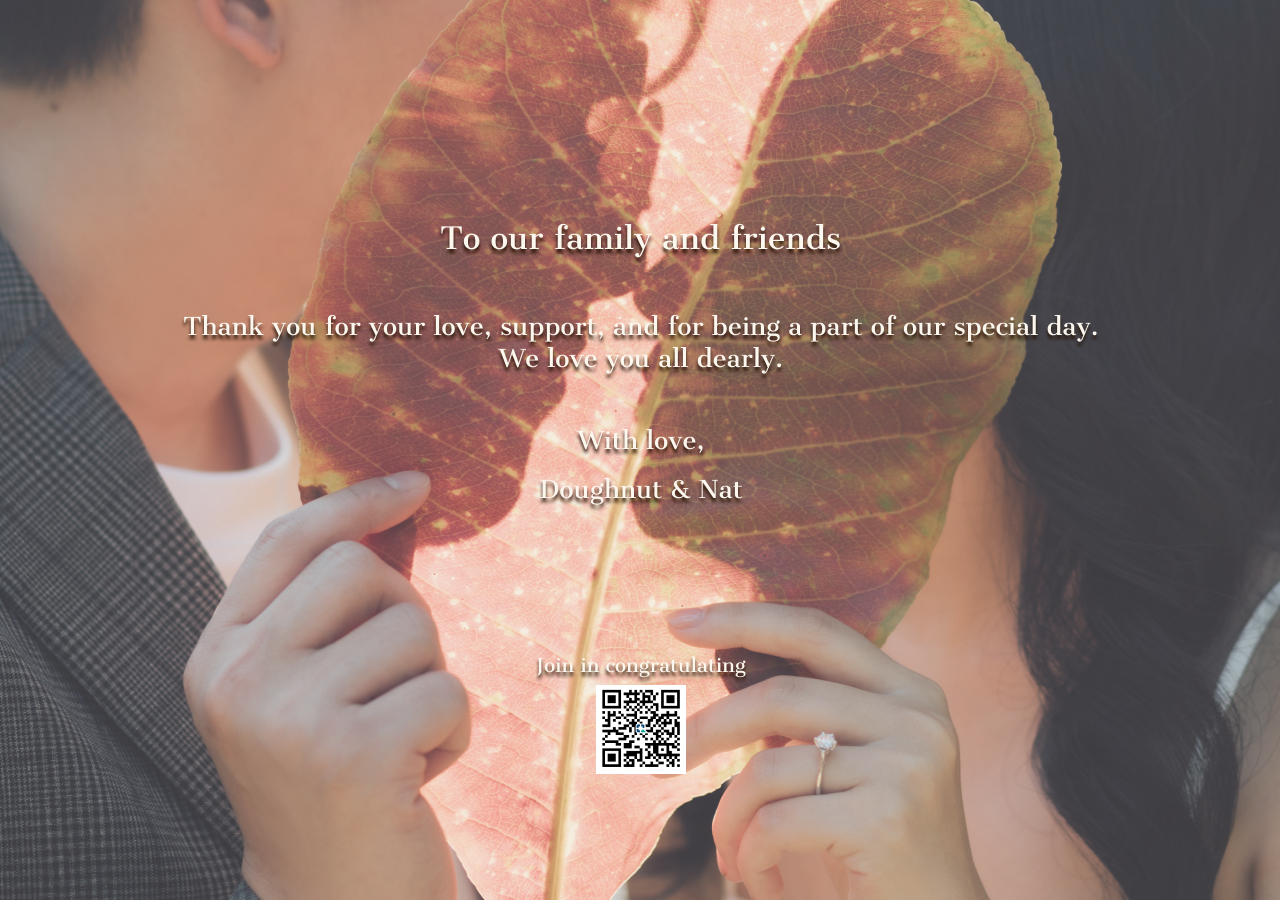 To our family and friends
Thank you for your love, support, and for being a part of our special day.
We love you all dearly.
With love,
Doughnut & Nat
Join in congratulating